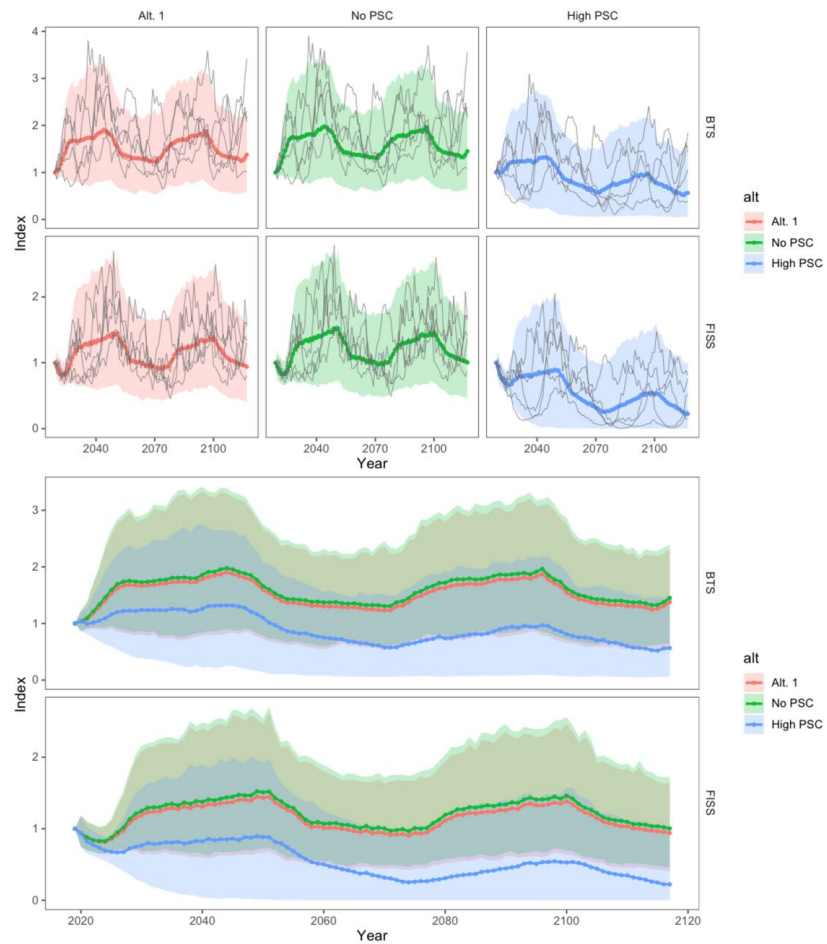 Alt. 1 No PSC High PSC
4
3
2
1
0
BTS
2
1
0
FISS
Index
2040 2070 2100 2040 2070 2100 2040 2070 2100
Year
alt
Alt. 1
No PSC
High PSC
3
2
1
0
BTS
2
1
0
FISS
Index
2020 2040 2060 2080 2100 2120
Year
alt
Alt. 1
No PSC
High PSC